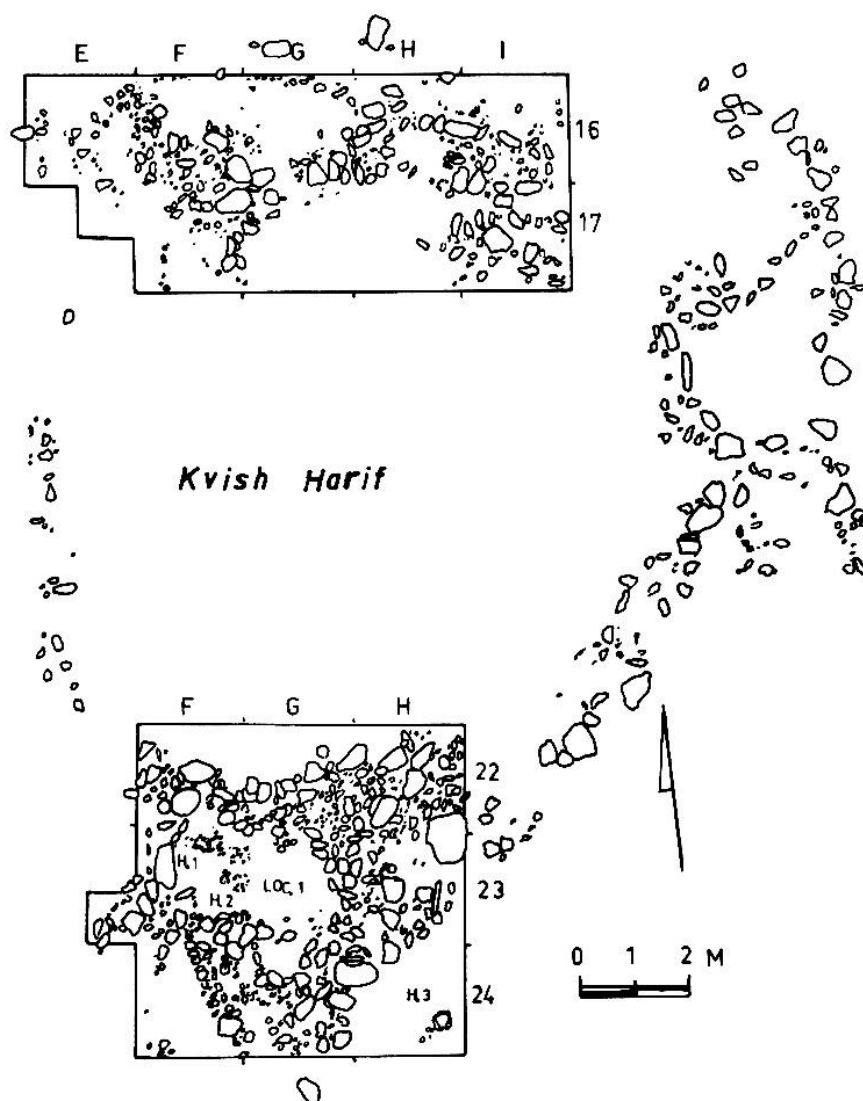 E F G H I
16
17
Kvish Harif
F G H
22
D
H.1
23
LOC. 1
H.2
24
H.3
0 1 2 M